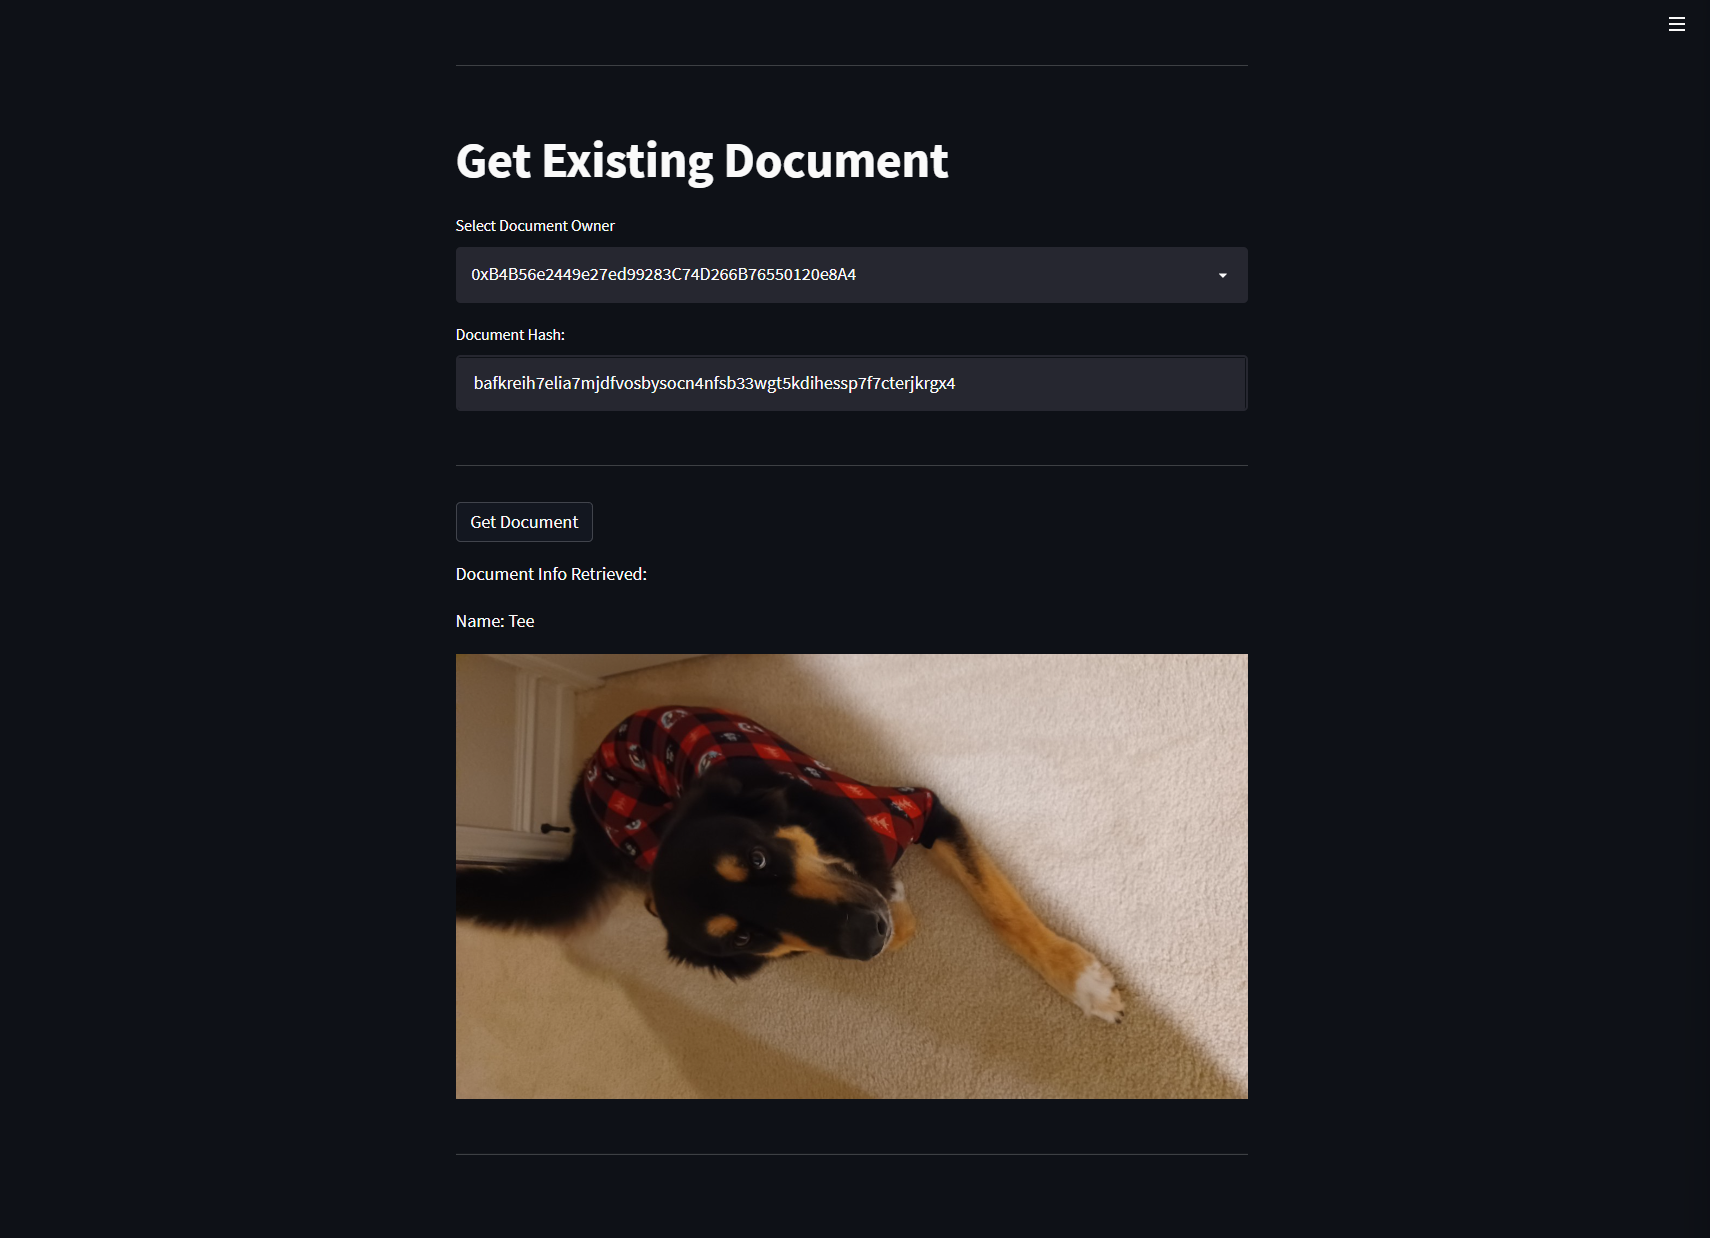 Get Existing Document
Select Document Owner
0xB4B56e2449e27ed99283C74D266B76550120e8A4
Document Hash:
bafkreih7elia7mjdfvosbysocn4nfsb33wgt5kdihessp7f7cterjkrgx4
Get Document
Document Info Retrieved:
Name: Tee